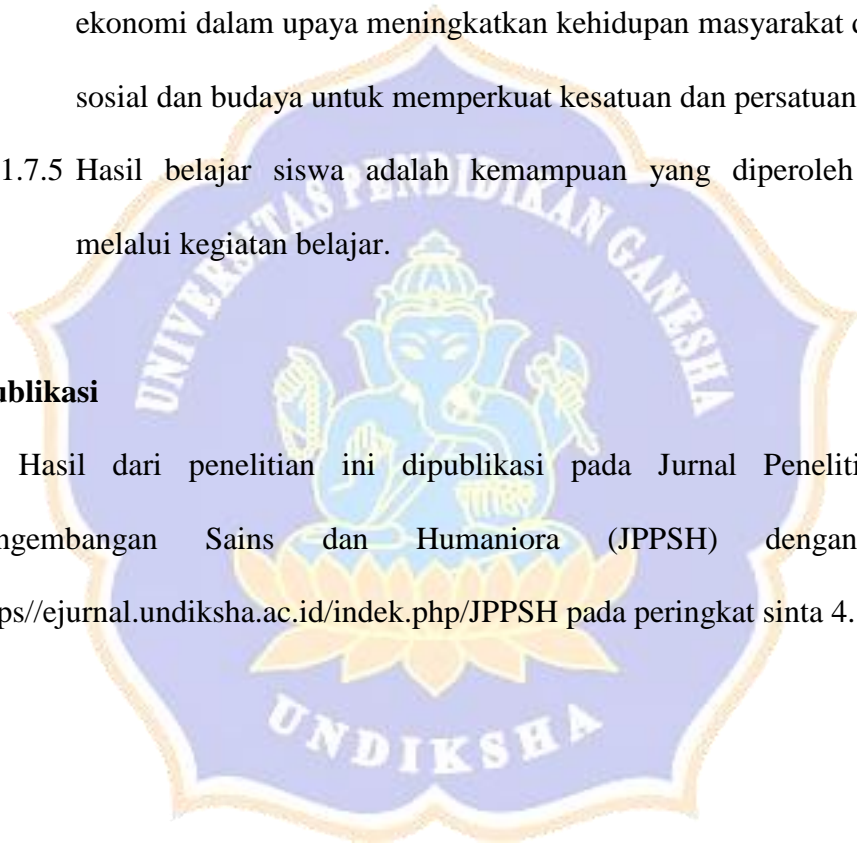 ekonomi dalam upaya meningkatkan kehidupan masyarakat
sosial dan budaya untuk memperkuat kesatuan dan persatuan
1.7.5 Hasil belajar siswa adalah kemampuan yang diperoleh
melalui kegiatan belajar.
UNIVERSITAS PENDIDIKAN GANESHA
ublikasi
Hasil dari penelitian ini dipublikasi pada Jurnal Peneliti
ngembangan Sains dan Humaniora (JPPSH) dengan
ps//ejurnal.undiksha.ac.id/indek.php/JPPSH pada peringkat sinta 4.
UNDIKSHA